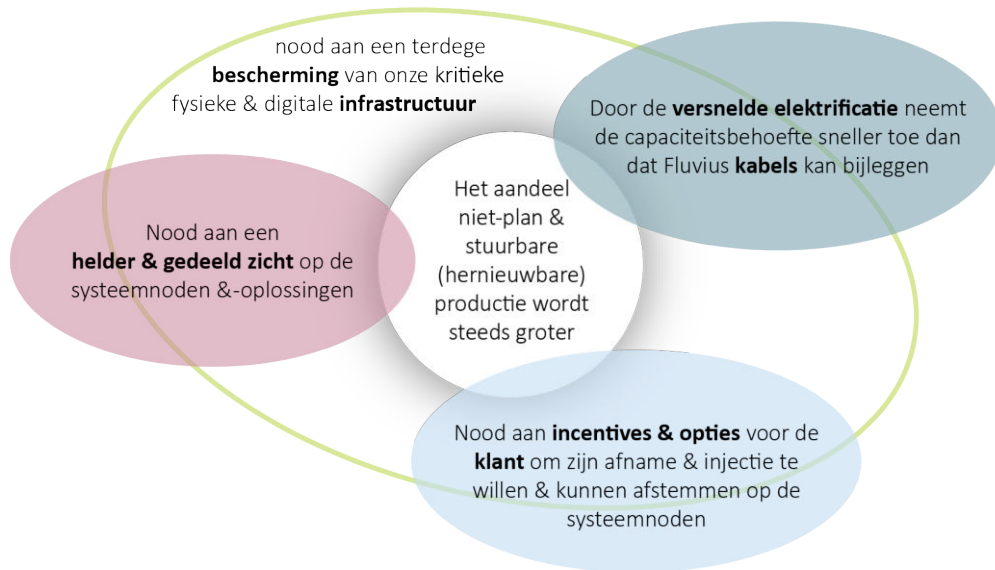 nood aan een terdege
bescherming van onze kritieke
fysieke & digitale infrastructuur
Door de versnelde elektrificatie neemt
de capaciteitsbehoefte sneller toe dan
dat Fluvius kabels kan bijleggen
Nood aan een
helder & gedeeld zicht op de
systeemnoden &-oplossingen
Het aandeel
niet-plan &
stuurbare
(hernieuwbare)
productie wordt
steeds groter
Nood aan incentives & opties voor de
klant om zijn afname & injectie te
willen & kunnen afstemmen op de
systeemnoden